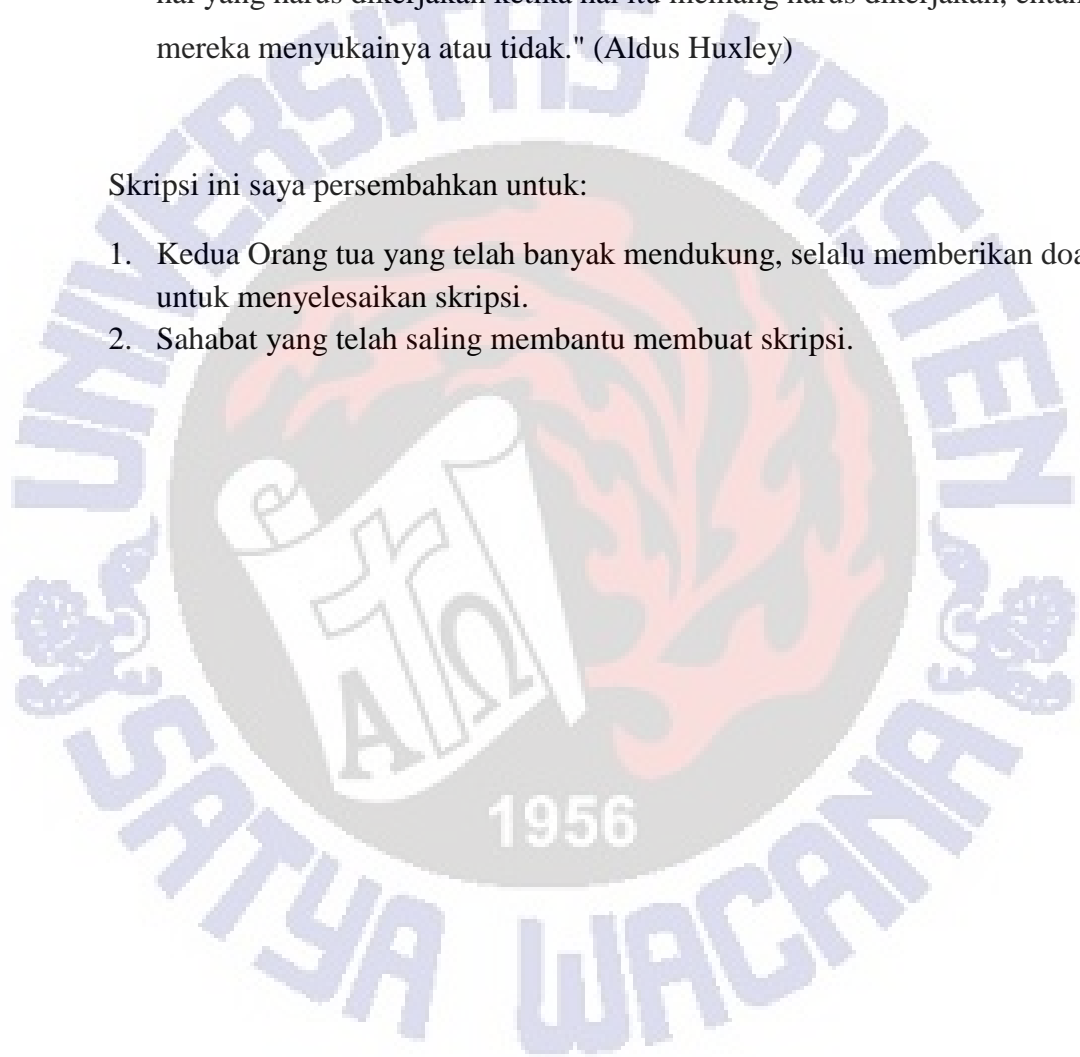 mereka menyukainya atau tidak." (Aldus Huxley)
Skripsi ini saya persembahkan untuk:
1. Kedua Orang tua yang telah banyak mendukung, selalu memberikan doa
untuk menyelesaikan skripsi.
2. Sahabat yang telah saling membantu membuat skripsi.
UNIVERSITAS KRISTEN
SATYA WACANA
Α Ω
1956